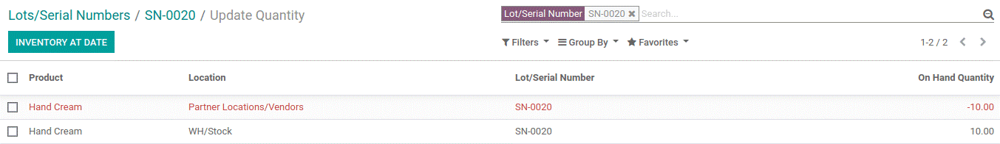 Lots/Serial Numbers / SN-0020 / Update Quantity
Lot/Serial Number SN-0020 ✖ Search...
INVENTORY AT DATE
Filters Group By Favorites 1-2 / 2
Product Location Lot/Serial Number On Hand Quantity
Hand Cream Partner Locations/Vendors SN-0020 -10.00
Hand Cream WH/Stock SN-0020 10.00